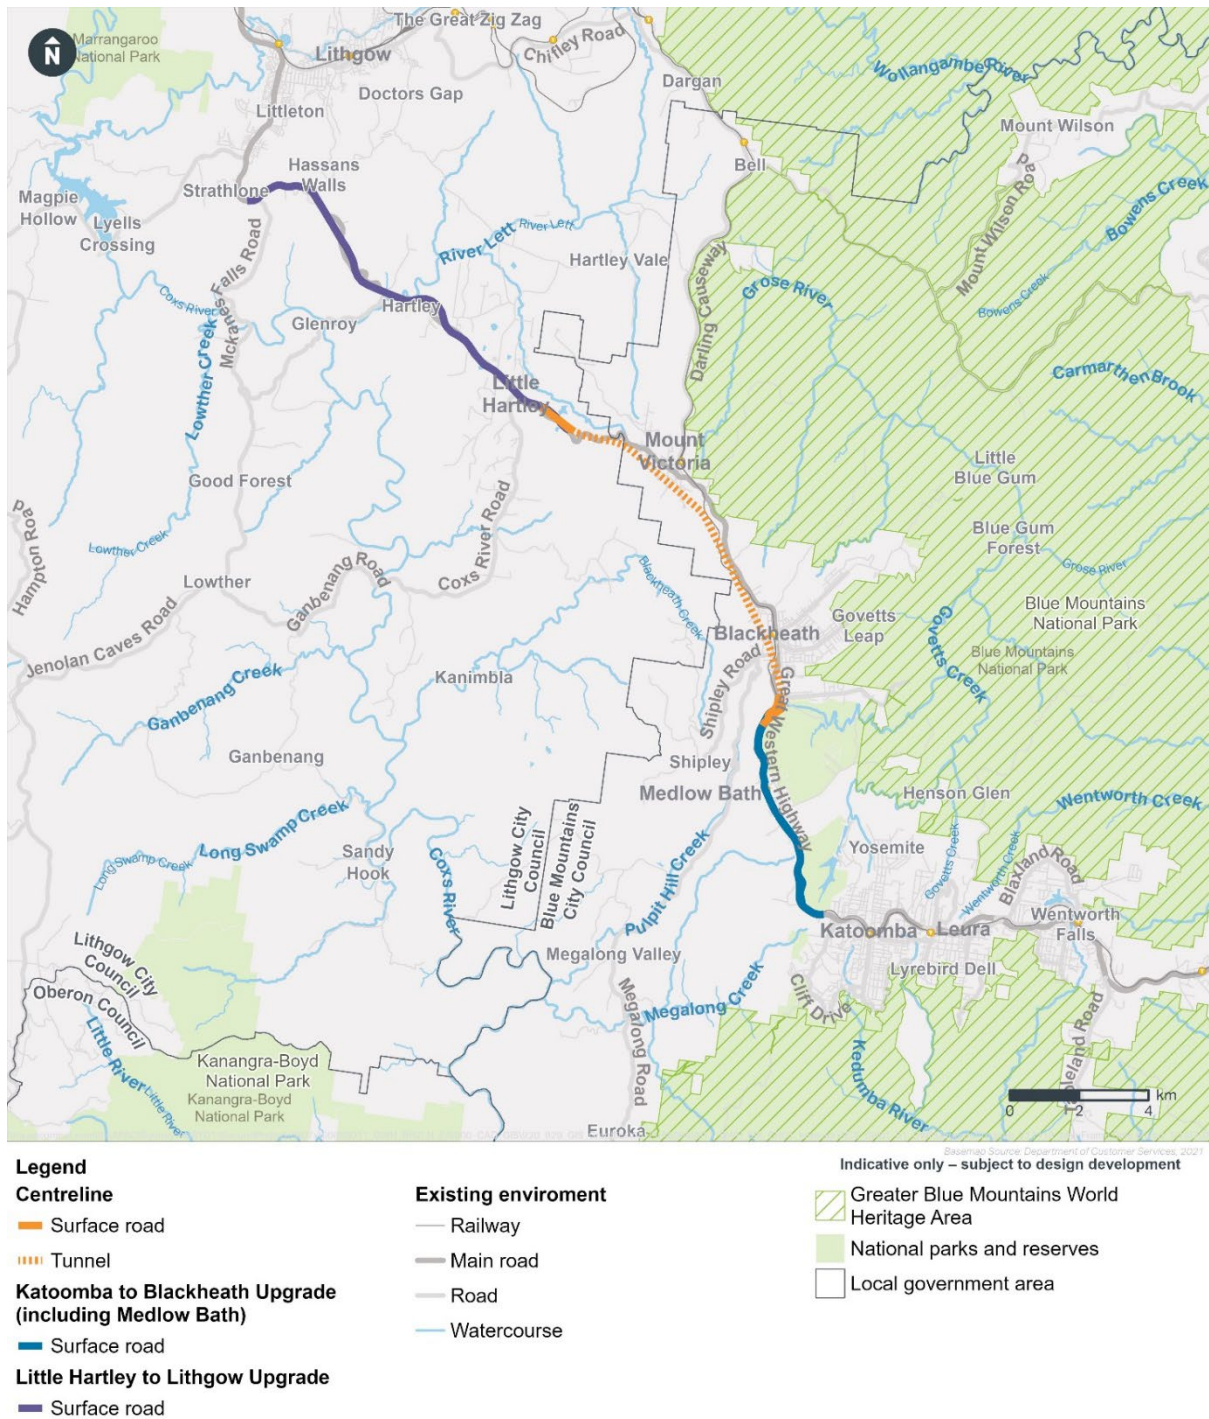 The Great Zig Zag
Marrangaroo
National Park
N
Lithgow
Chifley Road
Wollangambe River
Dargan
Doctors Gap
Littleton
Mount Wilson
Bell
Hassans
Walls
Strathlone
Magpie
Hollow
Lyells
Crossing
Mount Wilson Road
Bowens Creek
River Lett
River Lett
Hartley Vale
Mckanes Falls Road
Coxs River
Darling Causeway
Grose River
Bowens Creek
Hartley
Glenroy
Lowther Creek
Carmarthen Brook
Little
Hartley
Mount
Victoria
Little
Blue Gum
Good Forest
Hampton Road
Coxs River Road
Blue Gum
Forest
Lowther Creek
Lowther
Ganbenang Road
Blackheath Creek
Grose River
Govetts
Leap
Blue Mountains
National Park
Blackheath
Govetts Creek
Blue Mountains
National Park
Jenolan Caves Road
Kanimbla
Shipley Road
Great Western Highway
Ganbenang Creek
Ganbenang
Shipley
Medlow Bath
Henson Glen
Wentworth Creek
Long Swamp Creek
Long Swamp Creek
Sandy
Hook
Coxs River
Lithgow City
Council
Blue Mountains
City Council
Pulpit Hill Creek
Yosemite
Govetts Creek
Wentworth Creek
Blaxland Road
Wentworth
Falls
Katoomba
Leura
Lithgow City
Council
Oberon Council
Megalong Valley
Lyrebird Dell
Megalong Creek
Cliff Drive
Megalong Road
Little River
Little River
Kanangra-Boyd
National Park
Kanangra-Boyd
National Park
Kedumba River
Tableland Road
km
0 2 4
Euroka
Basemap Source: Department of Customer Services, 2021
Indicative only – subject to design development
Legend
Centreline
Surface road
Tunnel
Katoomba to Blackheath Upgrade
(including Medlow Bath)
Surface road
Little Hartley to Lithgow Upgrade
Surface road
Existing enviroment
Railway
Main road
Road
Watercourse
Greater Blue Mountains World
Heritage Area
National parks and reserves
Local government area